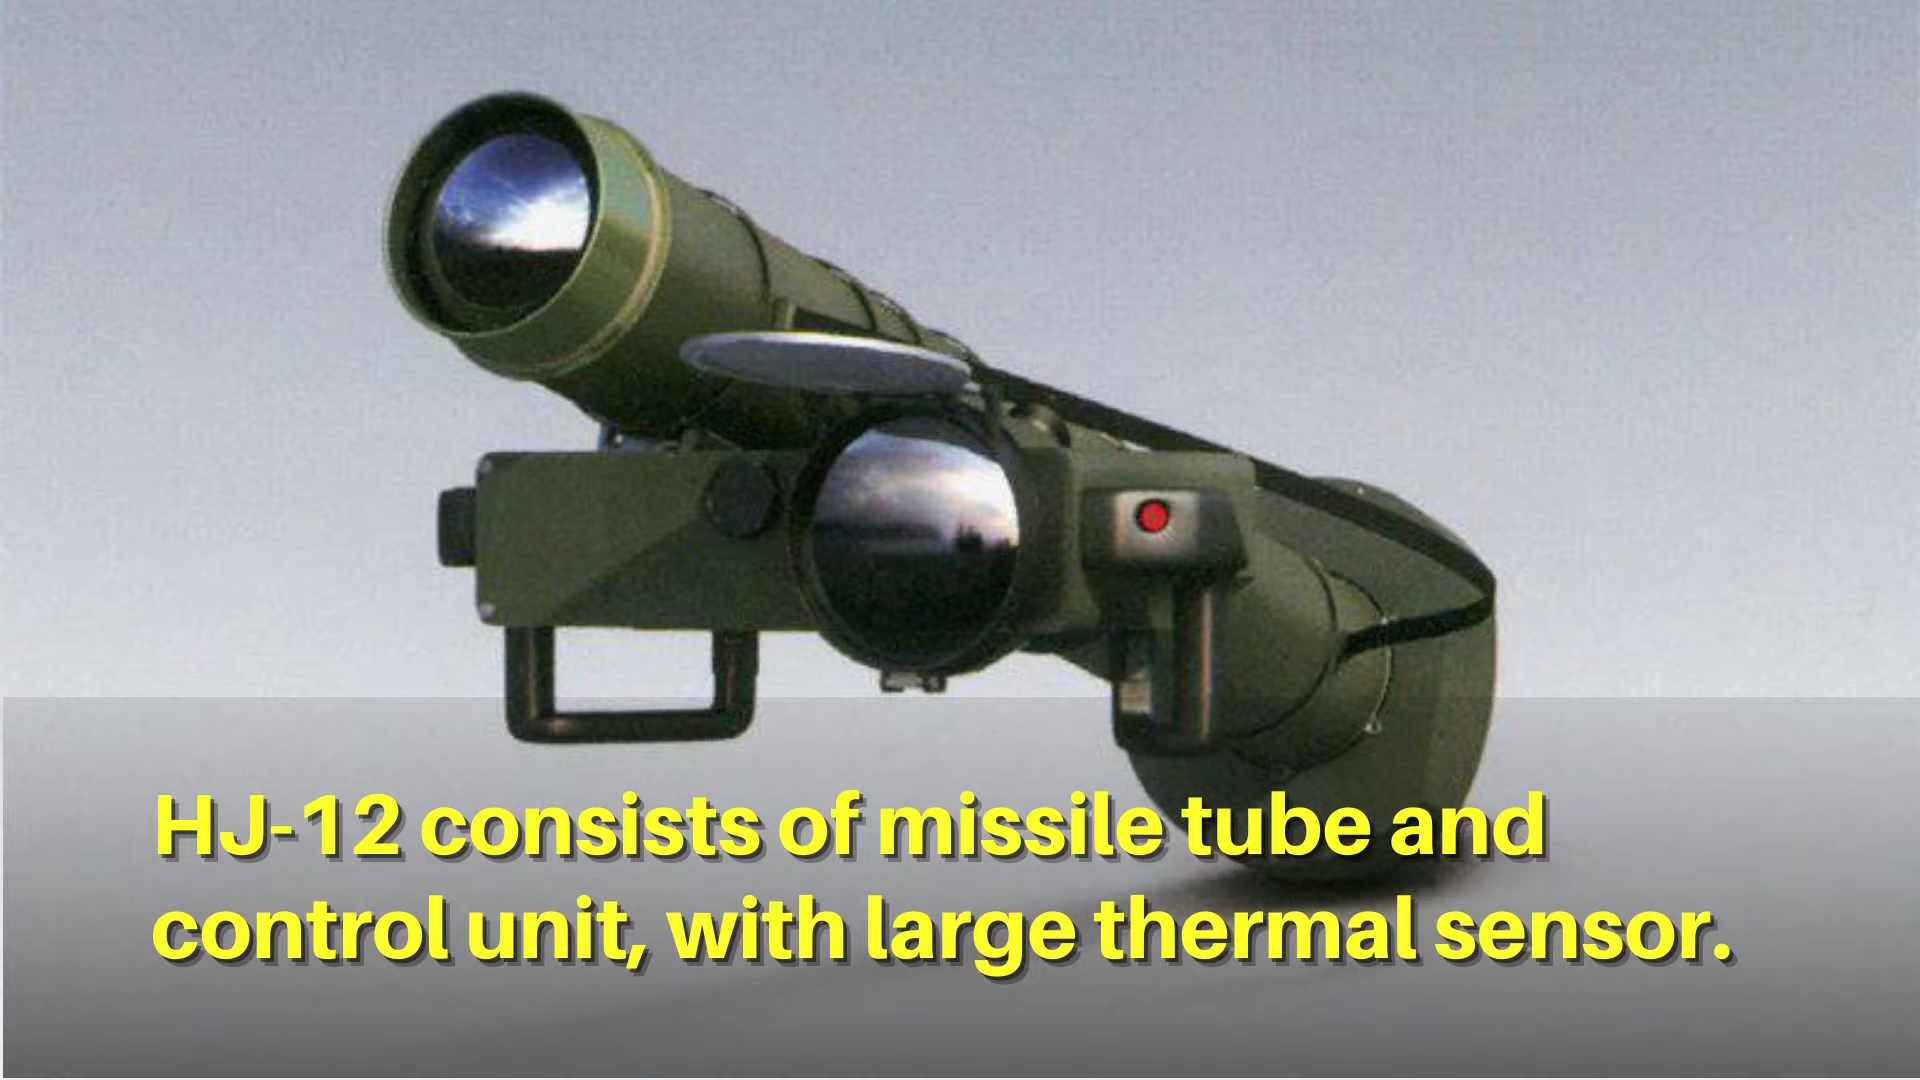 HJ-12 consists of missile tube and
control unit, with large thermal sensor.